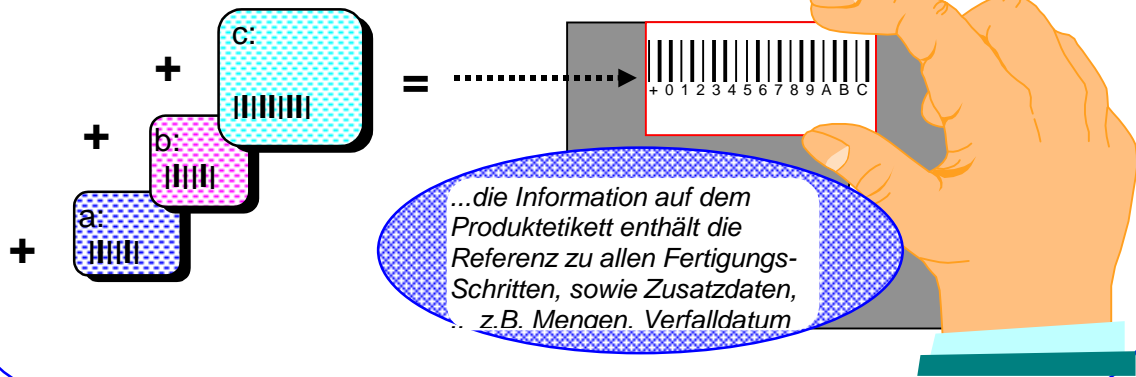 c:
+
=
+ 0 1 2 3 4 5 6 7 8 9 A B C
+
b:
a:
+
...die Information auf dem
Produktetikett enthält die
Referenz zu allen Fertigungs-
Schritten, sowie Zusatzdaten,
.. z.B. Mengen, Verfalldatum